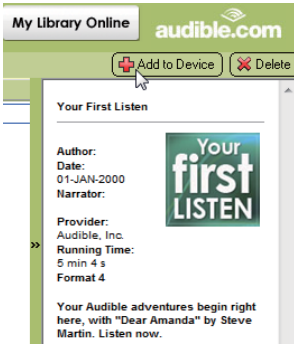 My Library Online
audible.com
Add to Device
Delete
Your First Listen
Author:
Date:
01-JAN-2000
Narrator:
Your
first
LISTEN
Provider:
Audible, Inc.
Running Time:
5 min 4 s
Format 4
»
Your Audible adventures begin right
here, with "Dear Amanda" by Steve
Martin. Listen now.